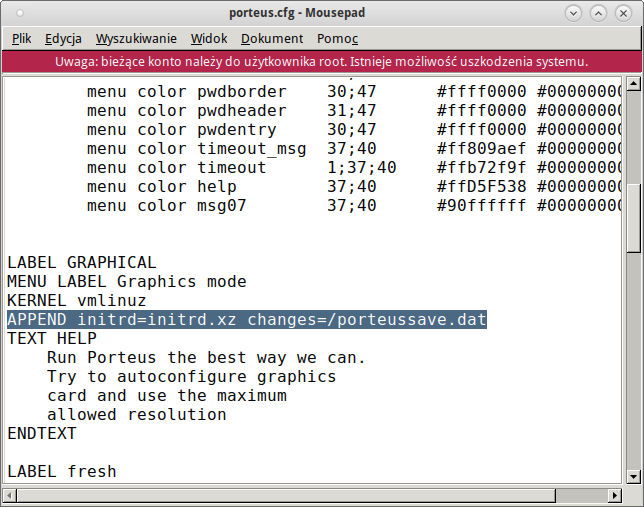 porteus.cfg - Mousepad
Plik Edycja Wyszukiwanie Widok Dokument Pomoc
Uwaga: bieżące konto należy do użytkownika root. Istnieje możliwość uszkodzenia systemu.
menu color pwdborder 30;47 #ffff0000 #00000000
menu color pwdheader 31;47 #ffff0000 #00000000
menu color pwdentry 30;47 #ffff0000 #00000000
menu color timeout_msg 37;40 #ff809aef #00000000
menu color timeout 1;37;40 #ffb72f9f #00000000
menu color help 37;40 #ffD5F538 #00000000
menu color msg07 37;40 #90ffffff #00000000
LABEL GRAPHICAL
MENU LABEL Graphics mode
KERNEL vmlinuz
APPEND initrd=initrd.xz changes=/porteussave.dat
TEXT HELP
Run Porteus the best way we can.
Try to autoconfigure graphics
card and use the maximum
allowed resolution
ENDTEXT
LABEL fresh